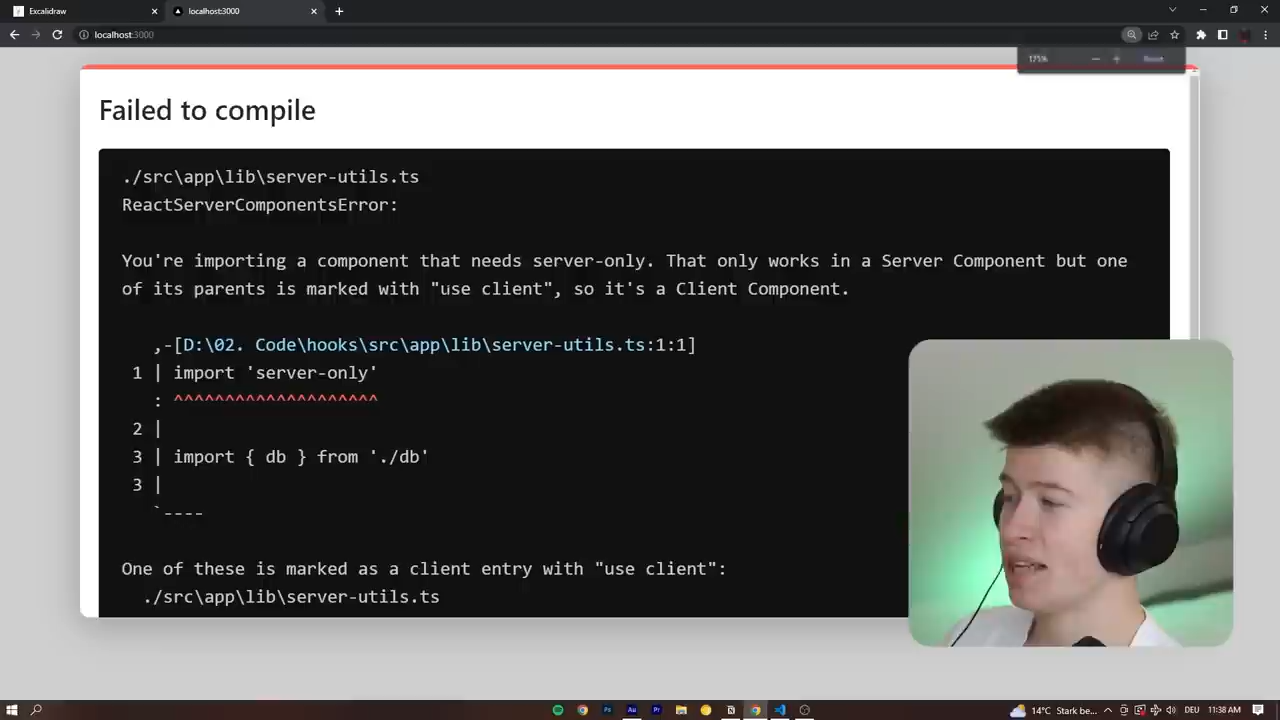 Excalidraw
localhost:3000
localhost:3000
175%
Reset
Failed to compile
./src\app\lib\server-utils.ts
ReactServerComponentsError:
You're importing a component that needs server-only. That only works in a Server Component but one
of its parents is marked with "use client", so it's a Client Component.
,-[D:\02. Code\hooks\src\app\lib\server-utils.ts:1:1]
1 | import 'server-only'
: ^^^^^^^^^^^^^^^^^^^^
2 |
3 | import { db } from './db'
3 |
`----
One of these is marked as a client entry with "use client":
./src\app\lib\server-utils.ts
14°C Stark be... DEU 11:38 AM